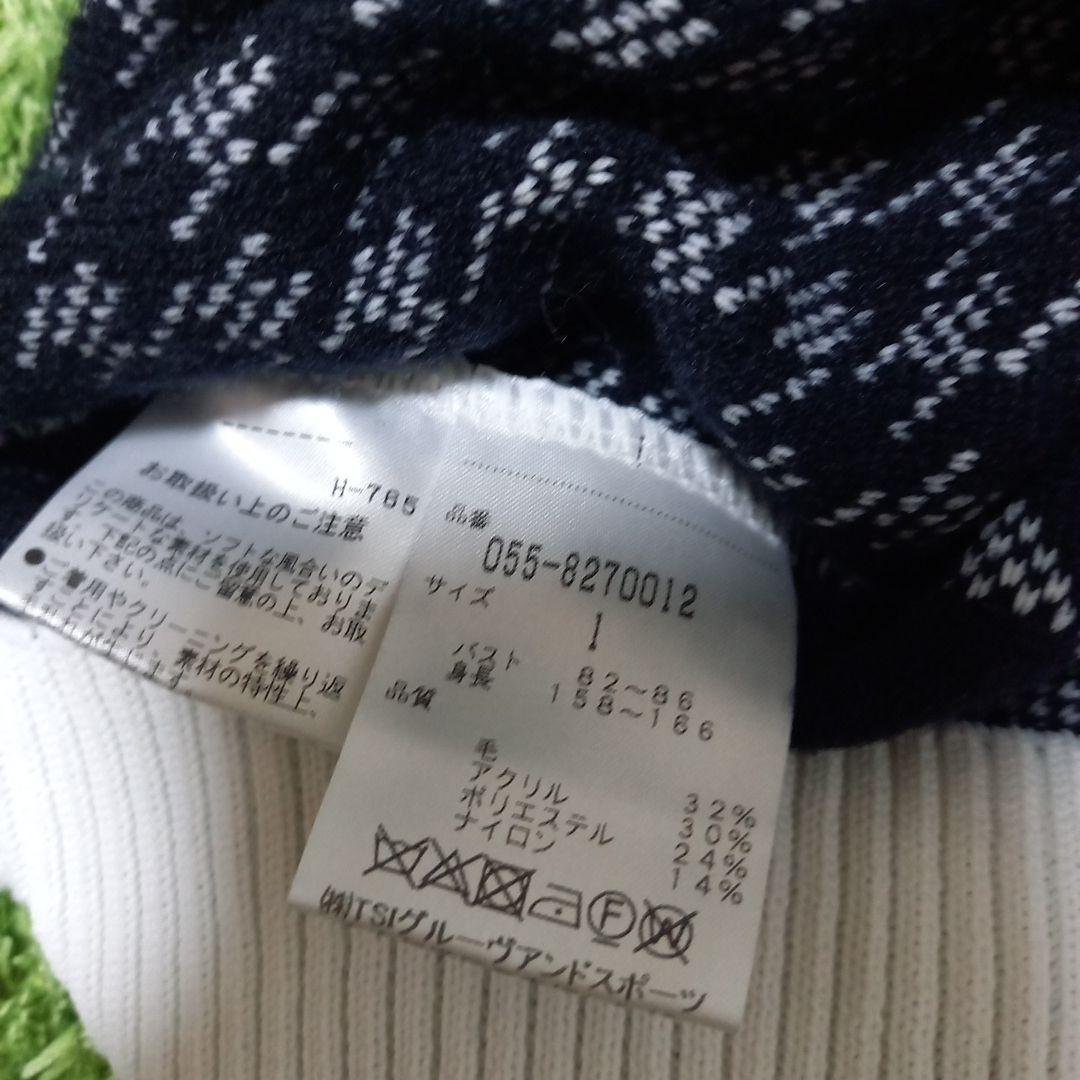 H-765
お取扱い上のご注意
この商品は、ソフトな風合いのデ
リケートな素材を使用しておりま
す。下記の点にご留意の上、お取
扱い下さい。
●ご着用やクリーニングを繰り返
すことにより、素材の特性上、
品番
055-8270012
サイズ
1
バスト 82～86
身長 158～166
品質
毛 32%
アクリル 30%
ポリエステル 24%
ナイロン 14%
F
W
㈱TSIグルーヴアンドスポーツ